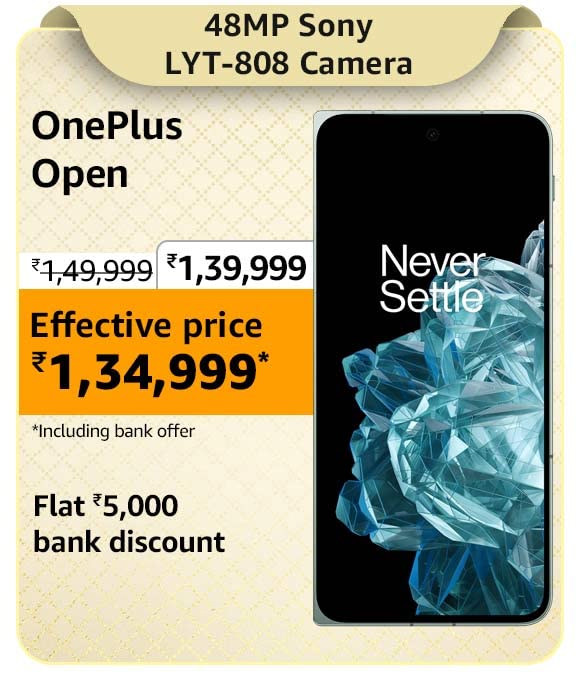 48MP Sony
LYT-808 Camera
OnePlus
Open
₹1,49,999 ₹1,39,999
Never
Settle
Effective price
₹1,34,999*
*Including bank offer
Flat ₹5,000
bank discount